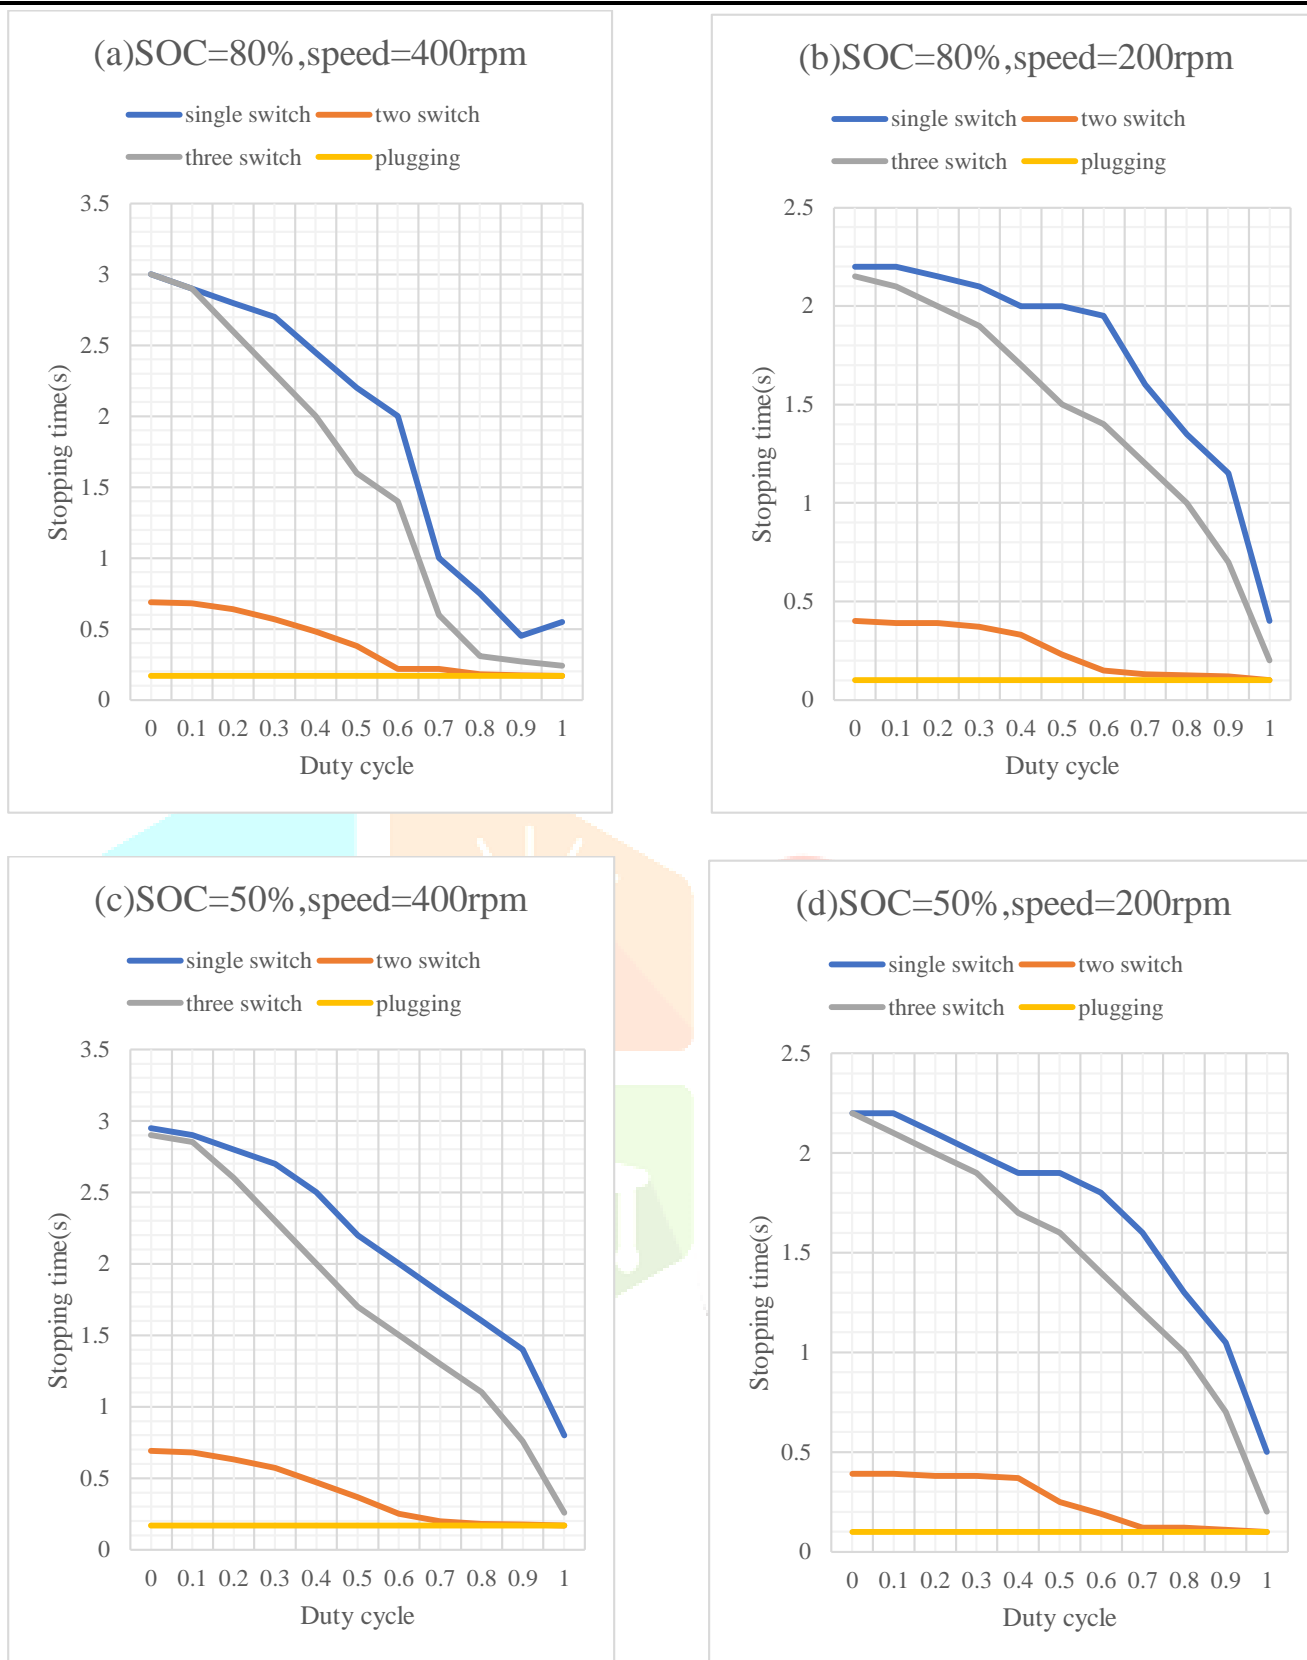 (a)SOC=80%,speed=400rpm
single switch two switch
three switch plugging
3.5
3
2.5
2
1.5
1
0.5
0
Stopping time(s)
0 0.1 0.2 0.3 0.4 0.5 0.6 0.7 0.8 0.9 1
Duty cycle
(b)SOC=80%,speed=200rpm
single switch two switch
three switch plugging
2.5
2
1.5
1
0.5
0
Stopping time(s)
0 0.1 0.2 0.3 0.4 0.5 0.6 0.7 0.8 0.9 1
Duty cycle
(c)SOC=50%,speed=400rpm
single switch two switch
three switch plugging
3.5
3
2.5
2
1.5
1
0.5
0
Stopping time(s)
0 0.1 0.2 0.3 0.4 0.5 0.6 0.7 0.8 0.9 1
Duty cycle
(d)SOC=50%,speed=200rpm
single switch two switch
three switch plugging
2.5
2
1.5
1
0.5
0
Stopping time(s)
0 0.1 0.2 0.3 0.4 0.5 0.6 0.7 0.8 0.9 1
Duty cycle